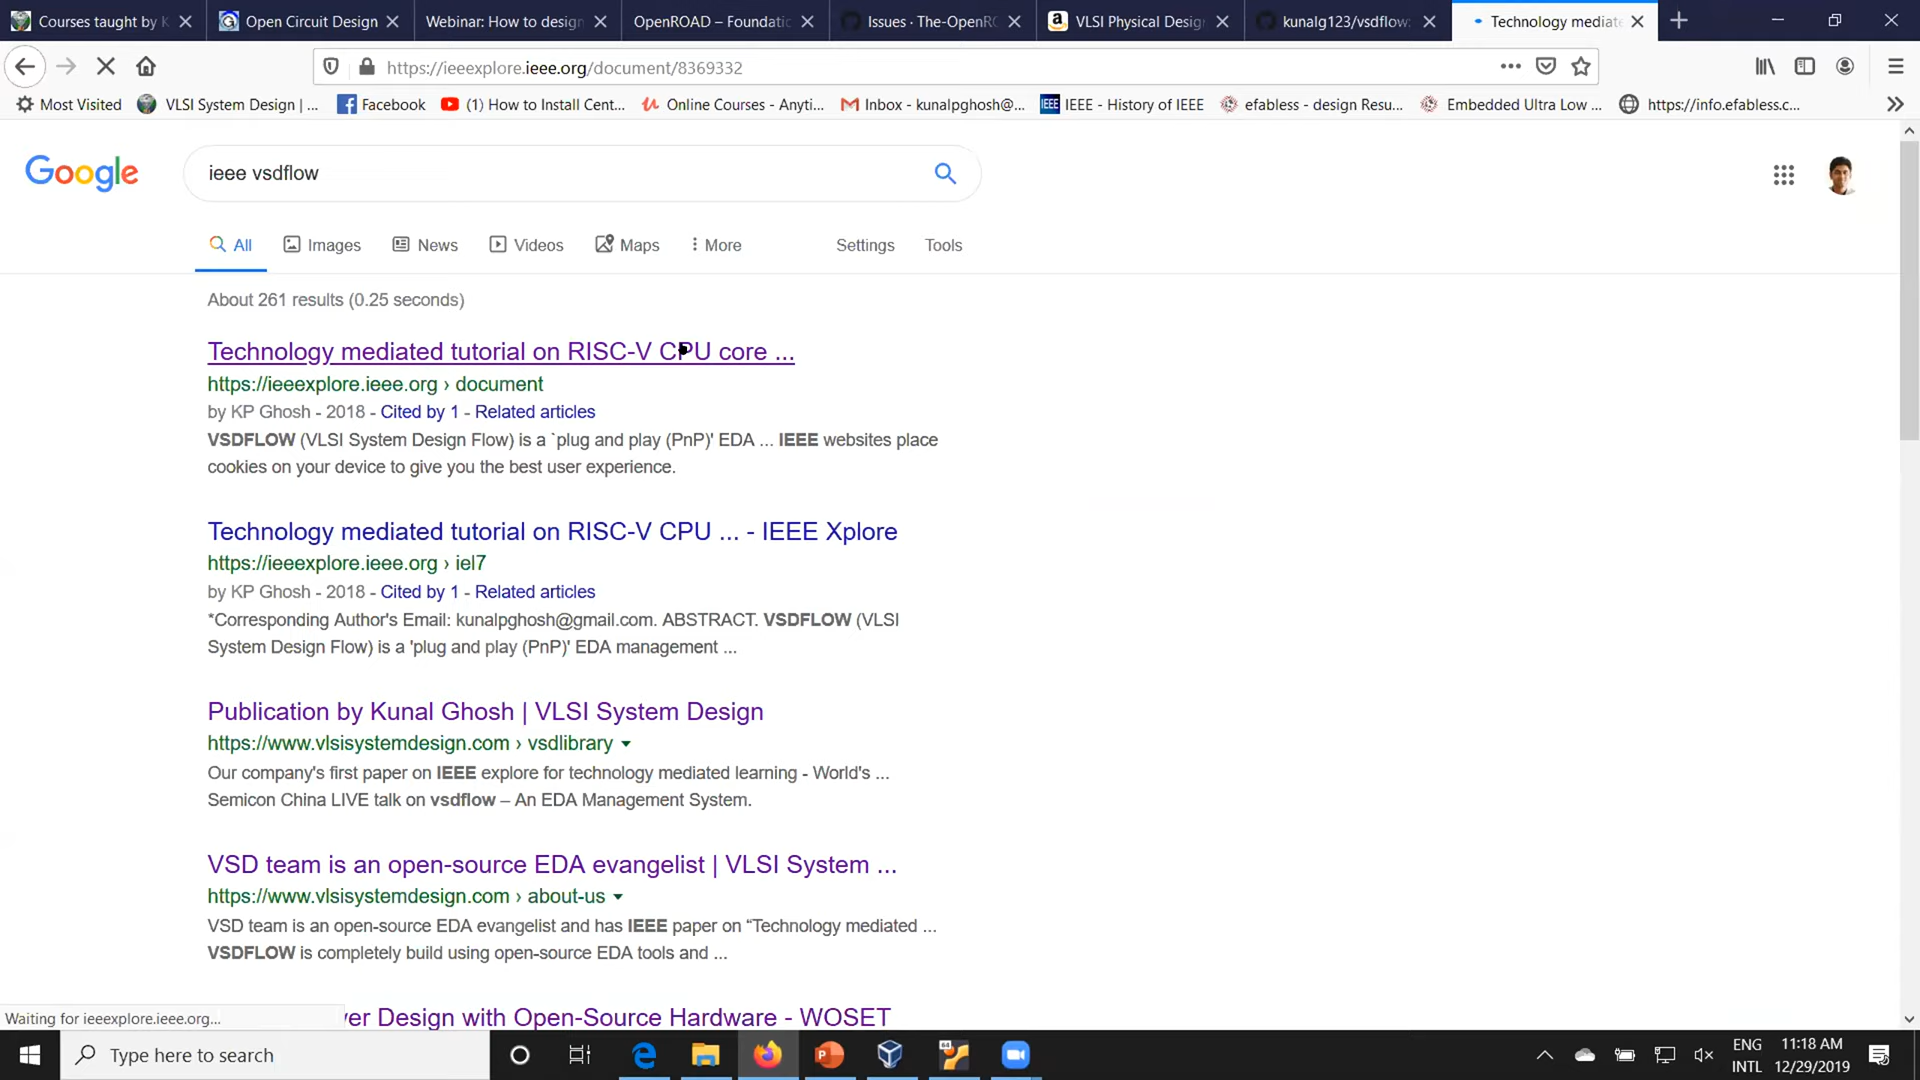 Courses taught by K
Open Circuit Design
Webinar: How to design
OpenROAD – Foundatio
Issues · The-OpenRO
VLSI Physical Desig
kunalg123/vsdflow:
Technology mediate
https://ieeexplore.ieee.org/document/8369332
Most Visited
VLSI System Design | ...
Facebook
(1) How to Install Cent...
Online Courses - Anyti...
Inbox - kunalpghosh@...
IEEE - History of IEEE
efabless - design Resu...
Embedded Ultra Low ...
https://info.efabless.c...
Google
ieee vsdflow
All
Images
News
Videos
Maps
More
Settings
Tools
About 261 results (0.25 seconds)
Technology mediated tutorial on RISC-V CPU core ...
https://ieeexplore.ieee.org › document
by KP Ghosh - 2018 - Cited by 1 - Related articles
VSDFLOW (VLSI System Design Flow) is a `plug and play (PnP)' EDA ... IEEE websites place
cookies on your device to give you the best user experience.
Technology mediated tutorial on RISC-V CPU ... - IEEE Xplore
https://ieeexplore.ieee.org › iel7
by KP Ghosh - 2018 - Cited by 1 - Related articles
*Corresponding Author's Email: kunalpghosh@gmail.com. ABSTRACT. VSDFLOW (VLSI
System Design Flow) is a 'plug and play (PnP)' EDA management ...
Publication by Kunal Ghosh | VLSI System Design
https://www.vlsisystemdesign.com › vsdlibrary
Our company's first paper on IEEE explore for technology mediated learning - World's ...
Semicon China LIVE talk on vsdflow – An EDA Management System.
VSD team is an open-source EDA evangelist | VLSI System ...
https://www.vlsisystemdesign.com › about-us
VSD team is an open-source EDA evangelist and has IEEE paper on “Technology mediated ...
VSDFLOW is completely build using open-source EDA tools and ...
Waiting for ieeexplore.ieee.org...
ver Design with Open-Source Hardware - WOSET
Type here to search
ENG
INTL
11:18 AM
12/29/2019